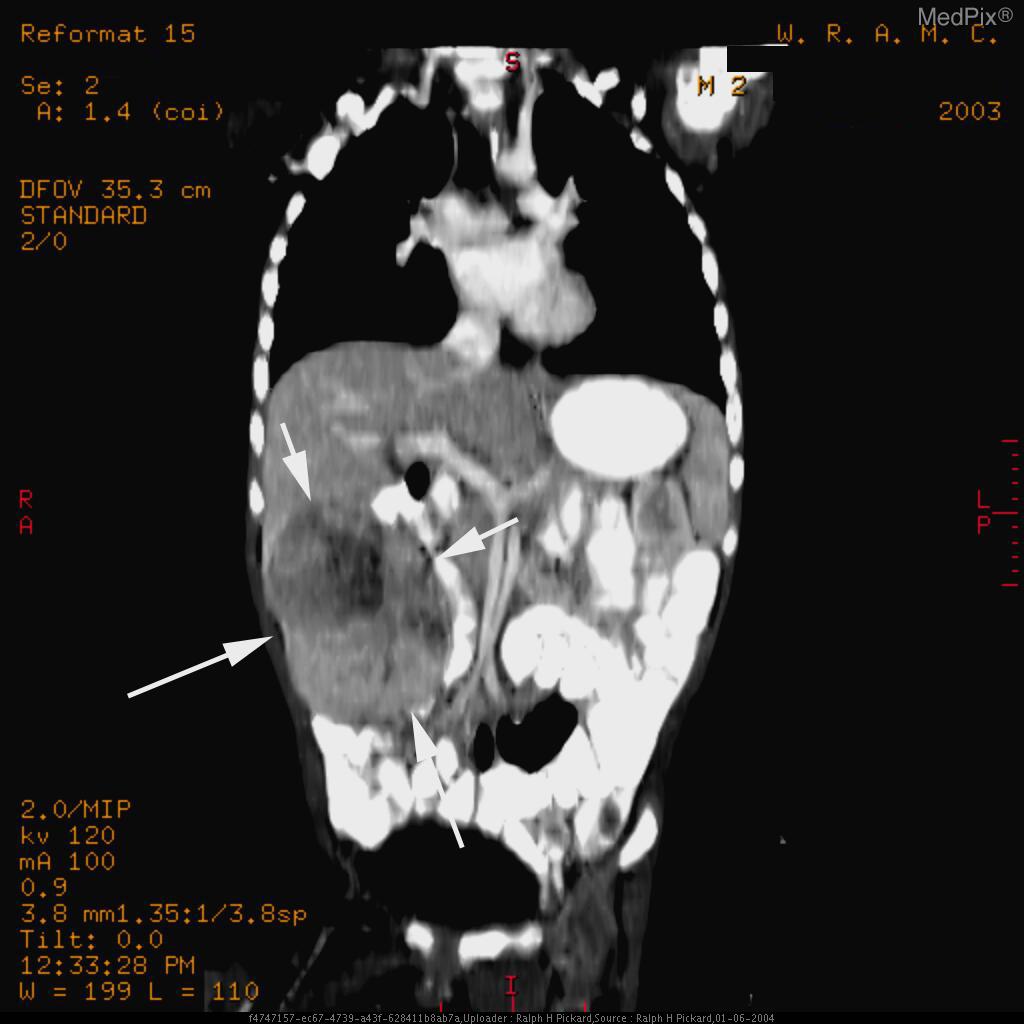 MedPix®
Reformat 15
W. R. A. M. C.
S
Se: 2
M 2
A: 1.4 (coi)
2003
DFOV 35.3 cm
STANDARD
2/0
R
A
L
P
2.0/MIP
kv 120
mA 100
0.9
3.8 mm1.35:1/3.8sp
Tilt: 0.0
12:33:28 PM
W = 199 L = 110
I
f4747157-ec67-4739-a43f-628411b8ab7a,Uploader : Ralph H Pickard,Source : Ralph H Pickard,01-06-2004